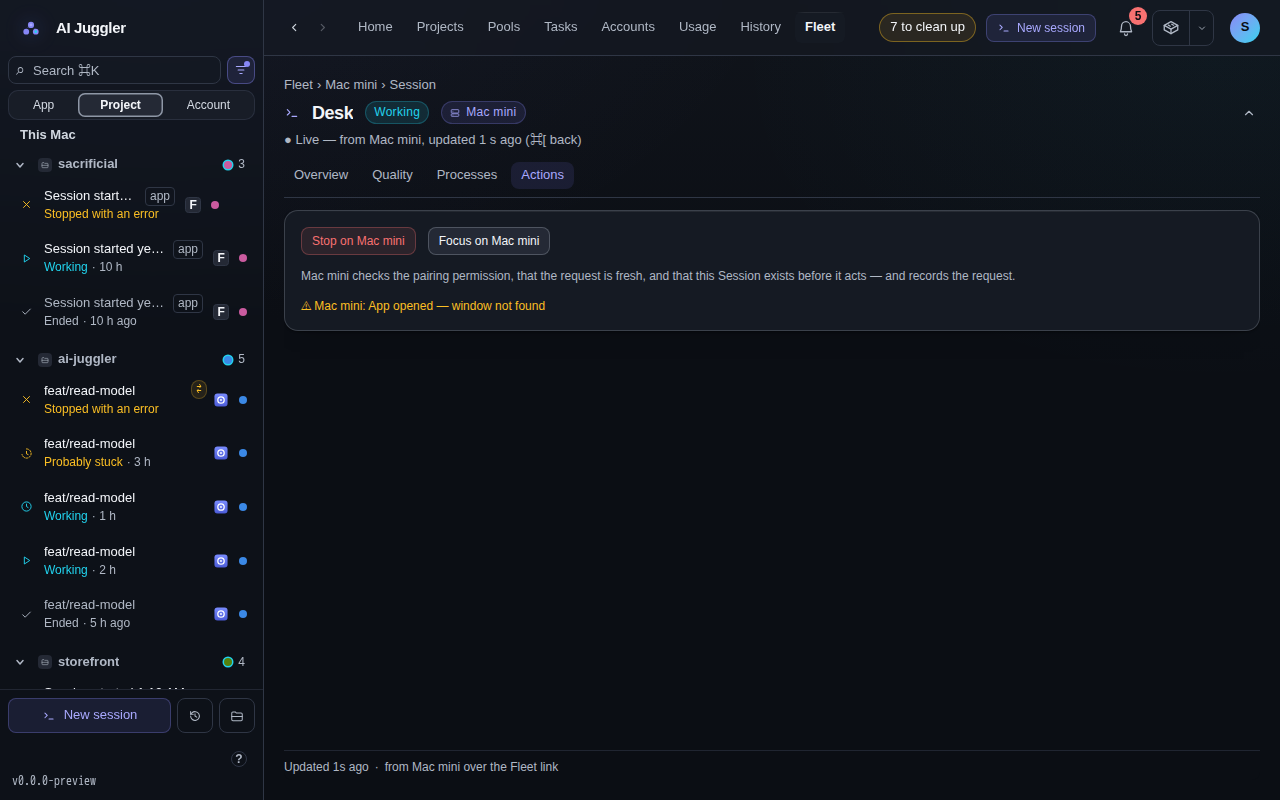 AI Juggler
Search ⌘K
App
Project
Account
This Mac
sacrificial
3
Session start…
app
F
Stopped with an error
Session started ye…
app
F
Working · 10 h
Session started ye…
app
F
Ended · 10 h ago
ai-juggler
5
feat/read-model
Stopped with an error
feat/read-model
Probably stuck · 3 h
feat/read-model
Working · 1 h
feat/read-model
Working · 2 h
feat/read-model
Ended · 5 h ago
storefront
4
New session
?
v0.0.0-preview
Home
Projects
Pools
Tasks
Accounts
Usage
History
Fleet
7 to clean up
New session
5
S
Fleet › Mac mini › Session
Desk
Working
Mac mini
● Live — from Mac mini, updated 1 s ago (⌘[ back)
Overview
Quality
Processes
Actions
Stop on Mac mini
Focus on Mac mini
Mac mini checks the pairing permission, that the request is fresh, and that this Session exists before it acts — and records the request.
⚠ Mac mini: App opened — window not found
Updated 1s ago · from Mac mini over the Fleet link